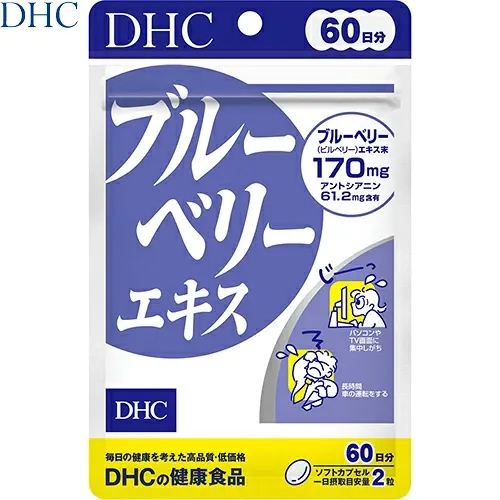 DHC
DHC
60日分
ブルーベリー
エキス
ブルーベリー
(ビルベリー)エキス末
170mg
アントシアニン
61.2mg含有
じーっ
パソコンや
TV画面に
集中しがち
長時間
車の運転をする
DHC
毎日の健康を考えた高品質・低価格
DHCの健康食品
60日分
ソフトカプセル
一日摂取目安量2粒